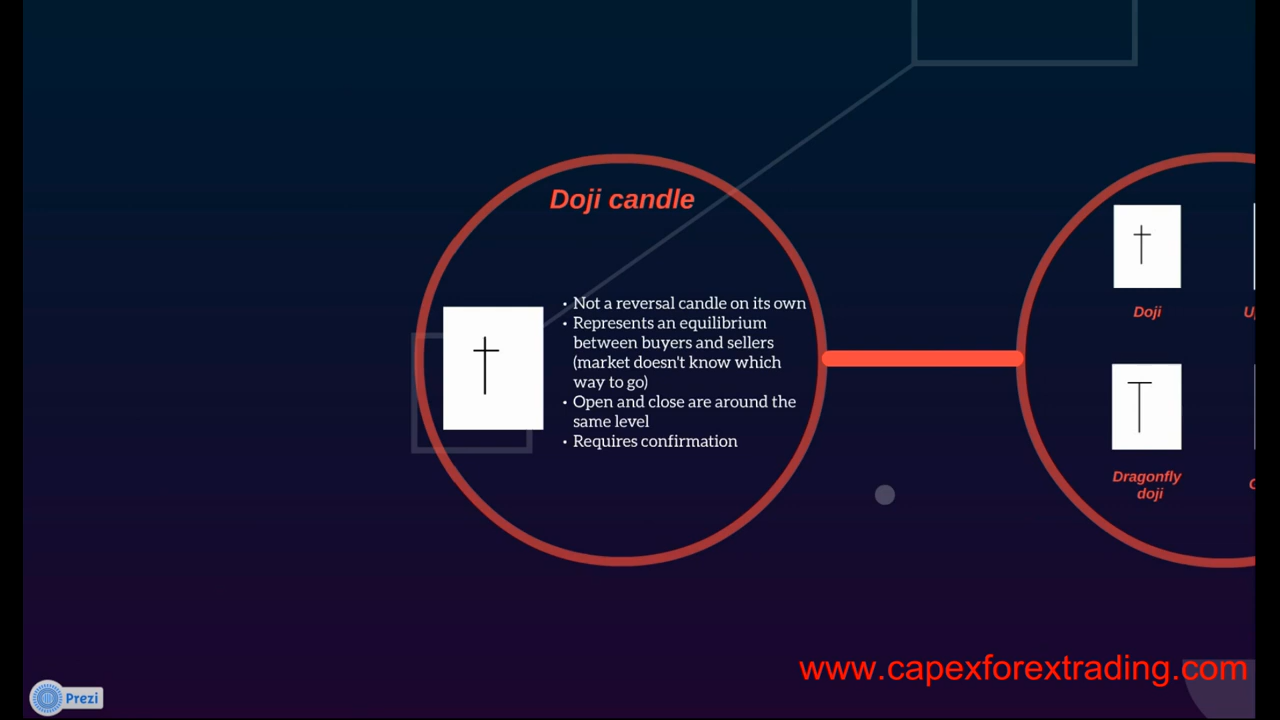 Doji candle
• Not a reversal candle on its own
• Represents an equilibrium
between buyers and sellers
(market doesn't know which
way to go)
• Open and close are around the
same level
• Requires confirmation
Doji
Dragonfly
doji
www.capexforextrading.com
Prezi